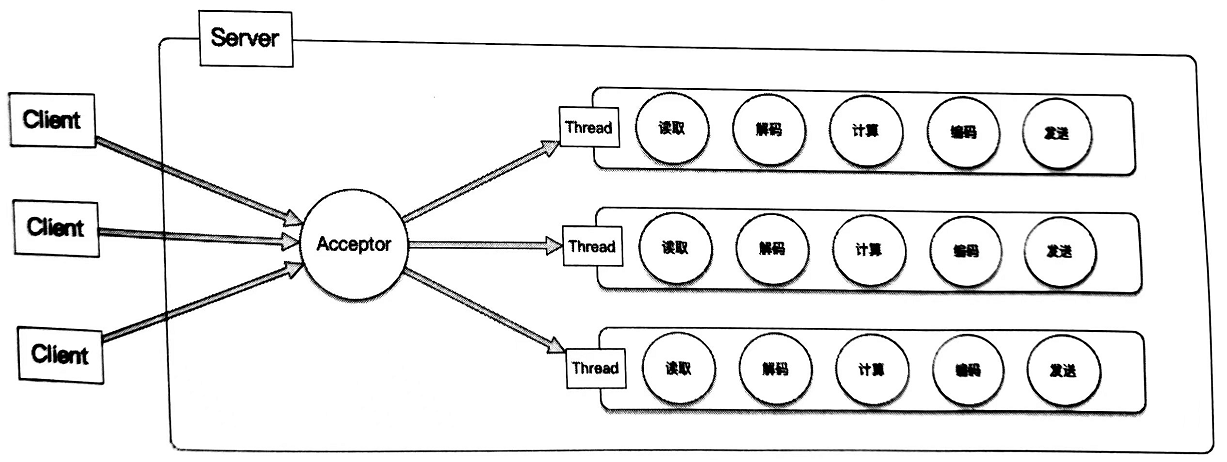 Server
Client
Client
Client
Acceptor
Thread 读取 解码 计算 编码 发送
Thread 读取 解码 计算 编码 发送
Thread 读取 解码 计算 编码 发送